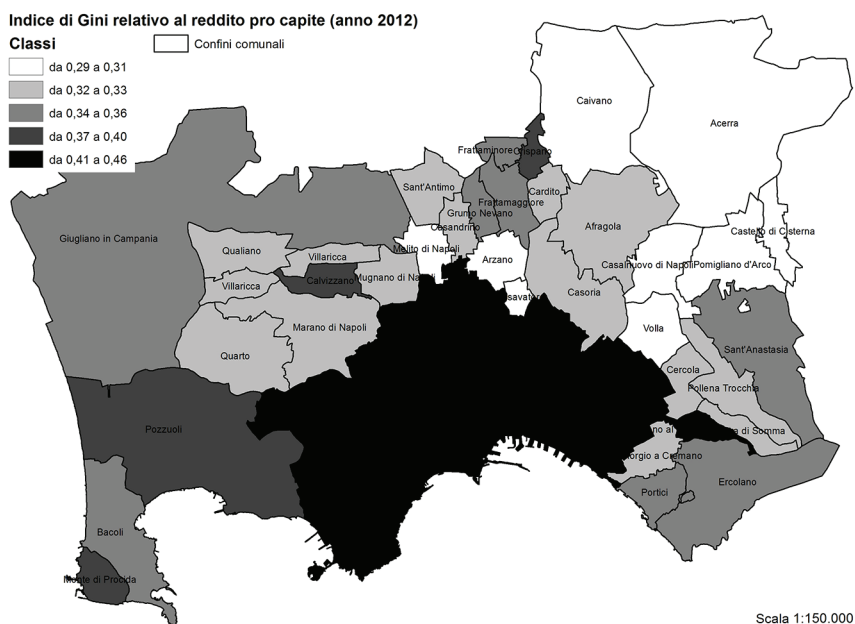 Indice di Gini relativo al reddito pro capite (anno 2012)
Classi
Confini comunali
da 0,29 a 0,31
da 0,32 a 0,33
da 0,34 a 0,36
da 0,37 a 0,40
da 0,41 a 0,46
Caivano
Acerra
Frattaminore
Crispano
Sant'Antimo
Cardito
Frattamaggiore
Grumo Nevano
Casandrino
Afragola
Castello di Cisterna
Giugliano in Campania
Qualiano
Villaricca
Melito di Napoli
Arzano
Casalnuovo di Napoli
Pomigliano d'Arco
Calvizzano
Mugnano di Napoli
Villaricca
Casoria
Marano di Napoli
Volla
Quarto
Sant'Anastasia
Cercola
Pollena Trocchia
Pozzuoli
di Somma
Cremano
Ercolano
Portici
Bacoli
Monte di Procida
Scala 1:150.000